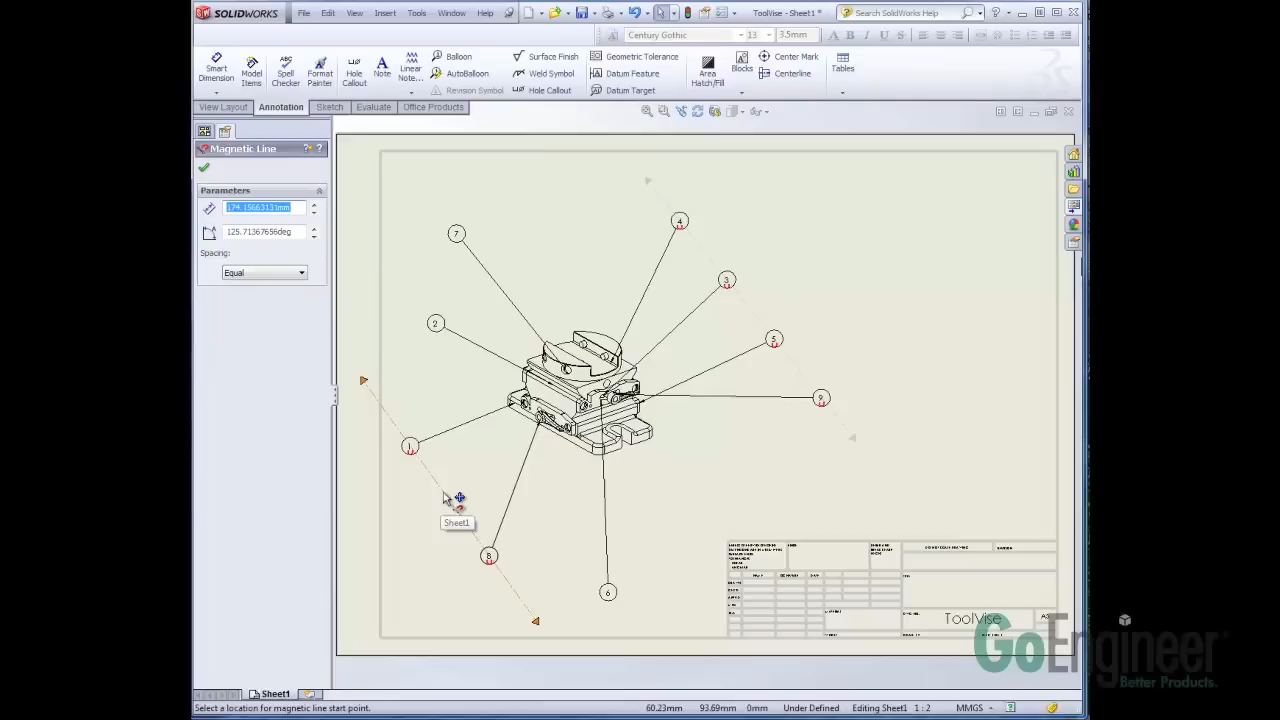 SOLIDWORKS File Edit View Insert Tools Window Help ToolVise - Sheet1 * Search SolidWorks Help
Century Gothic 13 3.5mm
Smart Dimension
Model Items
Spell Checker
Format Painter
Hole Callout
Note
Linear Note...
Balloon
AutoBalloon
Revision Symbol
Surface Finish
Weld Symbol
Hole Callout
Geometric Tolerance
Datum Feature
Datum Target
Area Hatch/Fill
Blocks
Center Mark
Centerline
Tables
View Layout Annotation Sketch Evaluate Office Products
Magnetic Line
Parameters
174.15663131mm
125.71367656deg
Spacing:
Equal
4
7
3
2
5
9
1
Sheet1
8
6
ToolVise
A3
GoEngineer
Better Products.
Sheet1
Select a location for magnetic line start point. 60.23mm 93.69mm 0mm Under Defined Editing Sheet1 1 : 2 MMGS